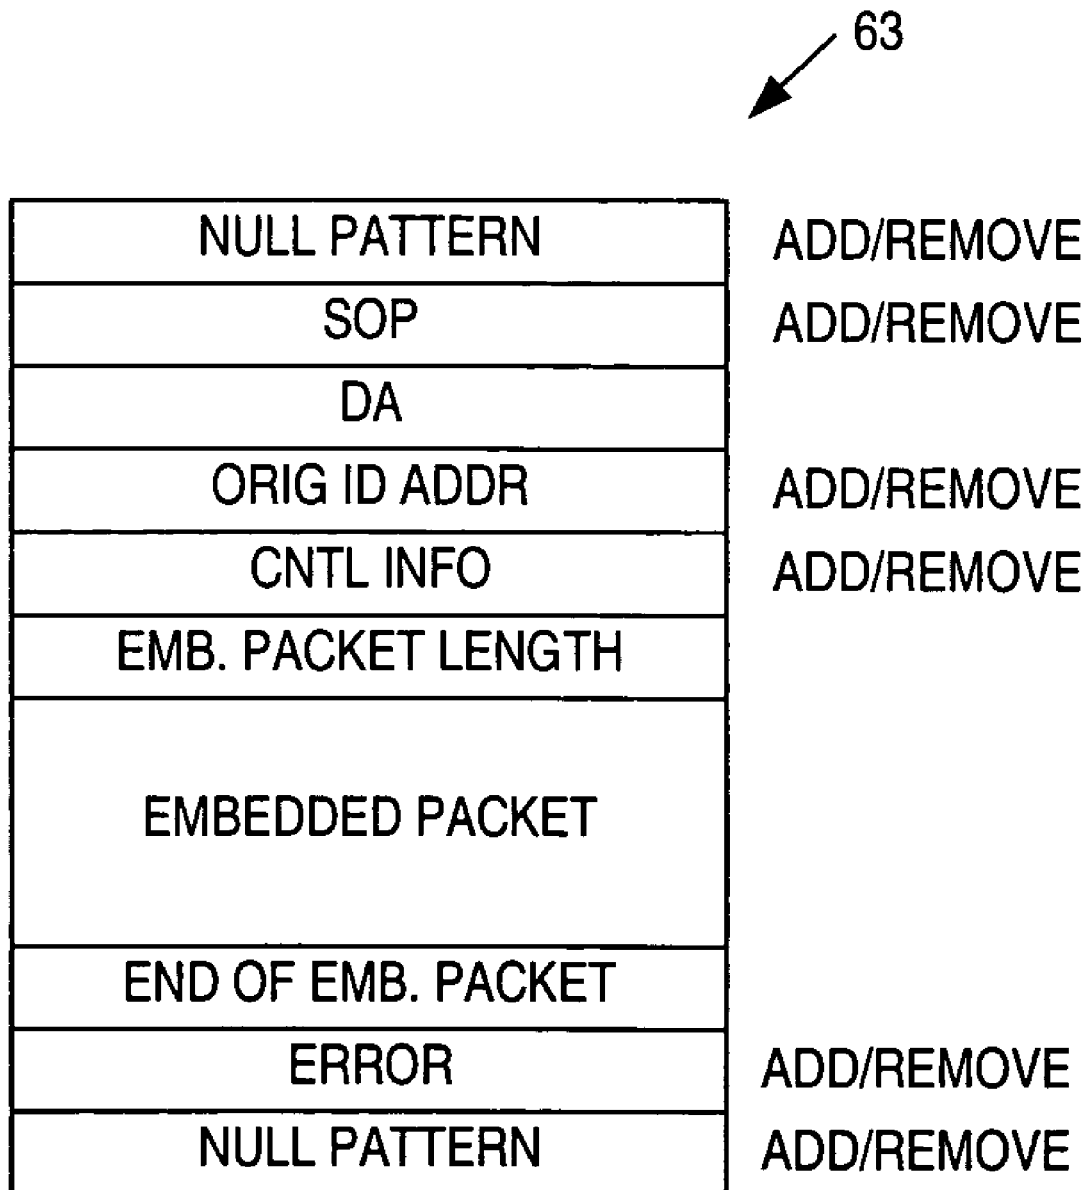 63
NULL PATTERN ADD/REMOVE
SOP ADD/REMOVE
DA
ORIG ID ADDR ADD/REMOVE
CNTL INFO ADD/REMOVE
EMB. PACKET LENGTH
EMBEDDED PACKET
END OF EMB. PACKET
ERROR ADD/REMOVE
NULL PATTERN ADD/REMOVE